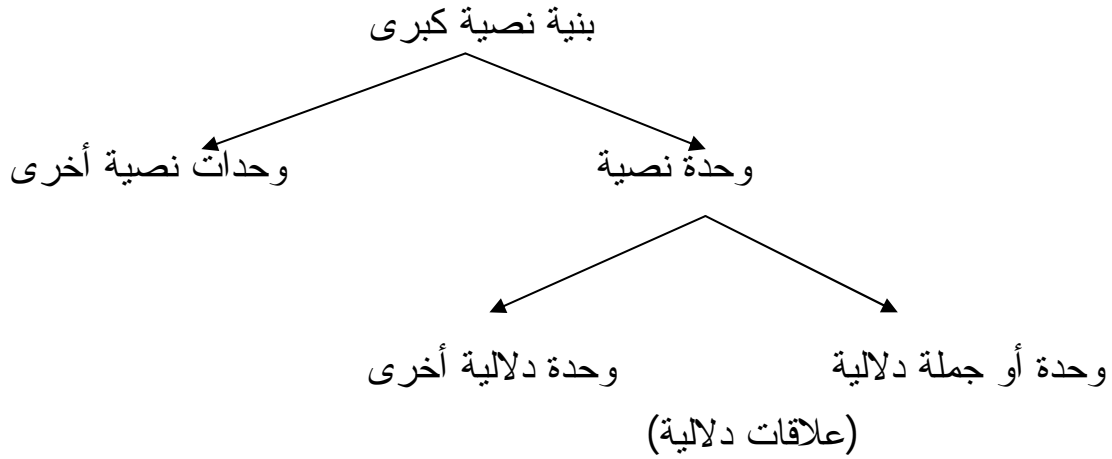 بنية نصية كبرى
وحدة نصية
وحدات نصية أخرى
وحدة أو جملة دلالية
وحدة دلالية أخرى
(علاقات دلالية)